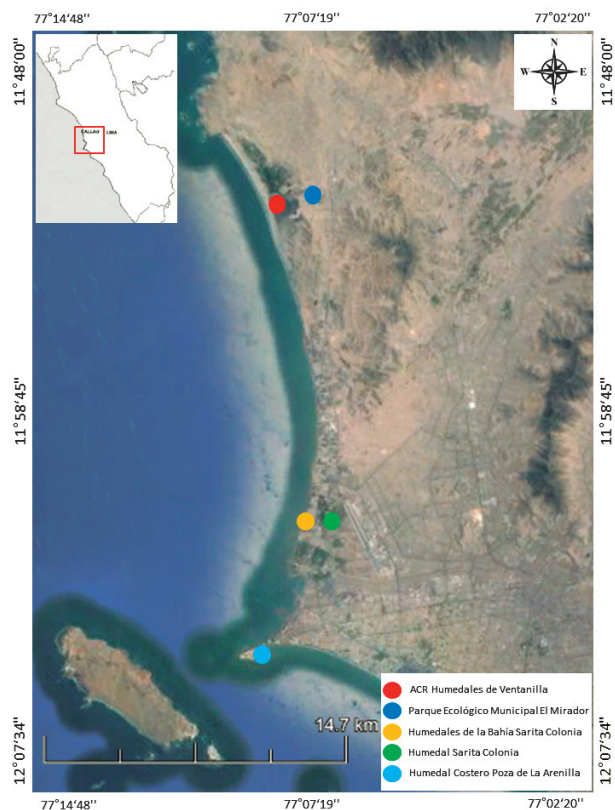 77°14'48'' 77°07'19'' 77°02'20''
11°48'00''
11°48'00''
CALLAO LIMA
N
W E
S
11°58'45''
11°58'45''
ACR Humedales de Ventanilla
Parque Ecológico Municipal El Mirador
Humedales de la Bahía Sarita Colonia
Humedal Sarita Colonia
Humedal Costero Poza de La Arenilla
14.7 km
12°07'34''
12°07'34''
77°14'48'' 77°07'19'' 77°02'20''